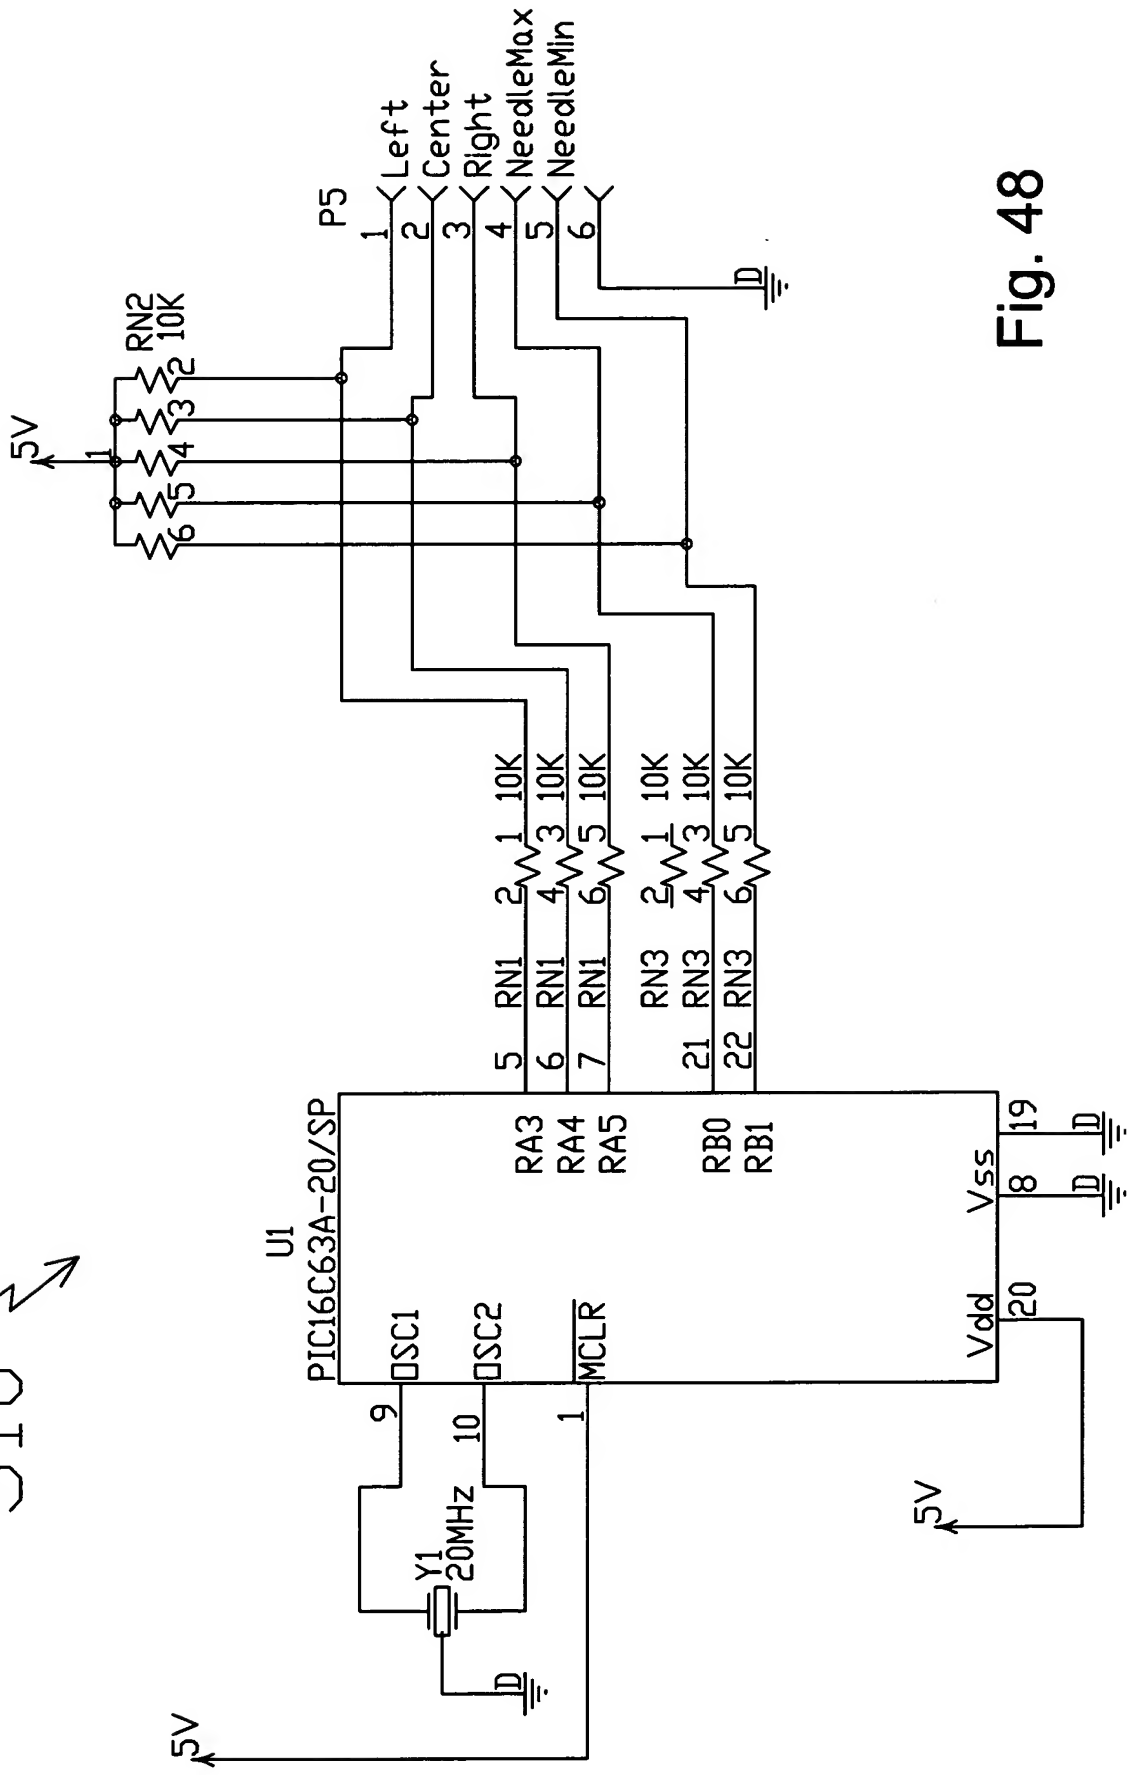 5V
1
RN2
10K
6
5
4
3
2
P5
1 Left
2 Center
3 Right
4 NeedleMax
5 NeedleMin
6
D
U1
PIC16C63A-20/SP
9 OSC1
10 OSC2
1 MCLR
Y1
20MHz
D
5V
RA3 5 RN1 2 1 10K
RA4 6 RN1 4 3 10K
RA5 7 RN1 6 5 10K
RN3 2 1 10K
RB0 21 RN3 4 3 10K
RB1 22 RN3 6 5 10K
Vdd Vss
20 8 19
D D
5V
Fig. 48